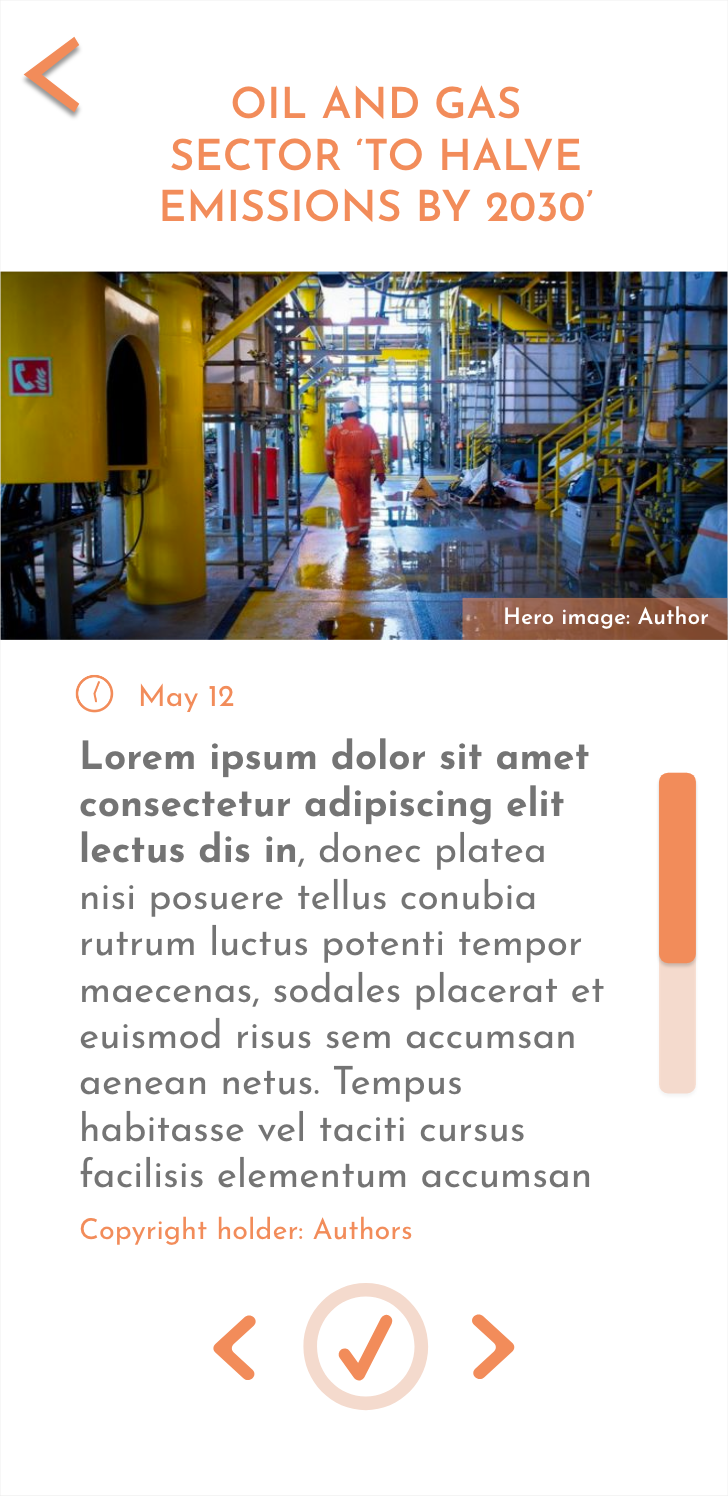 OIL AND GAS
SECTOR ‘TO HALVE
EMISSIONS BY 2030’
Hero image: Author
May 12
Lorem ipsum dolor sit amet
consectetur adipiscing elit
lectus dis in, donec platea
nisi posuere tellus conubia
rutrum luctus potenti tempor
maecenas, sodales placerat et
euismod risus sem accumsan
aenean netus. Tempus
habitasse vel taciti cursus
facilisis elementum accumsan
Copyright holder: Authors